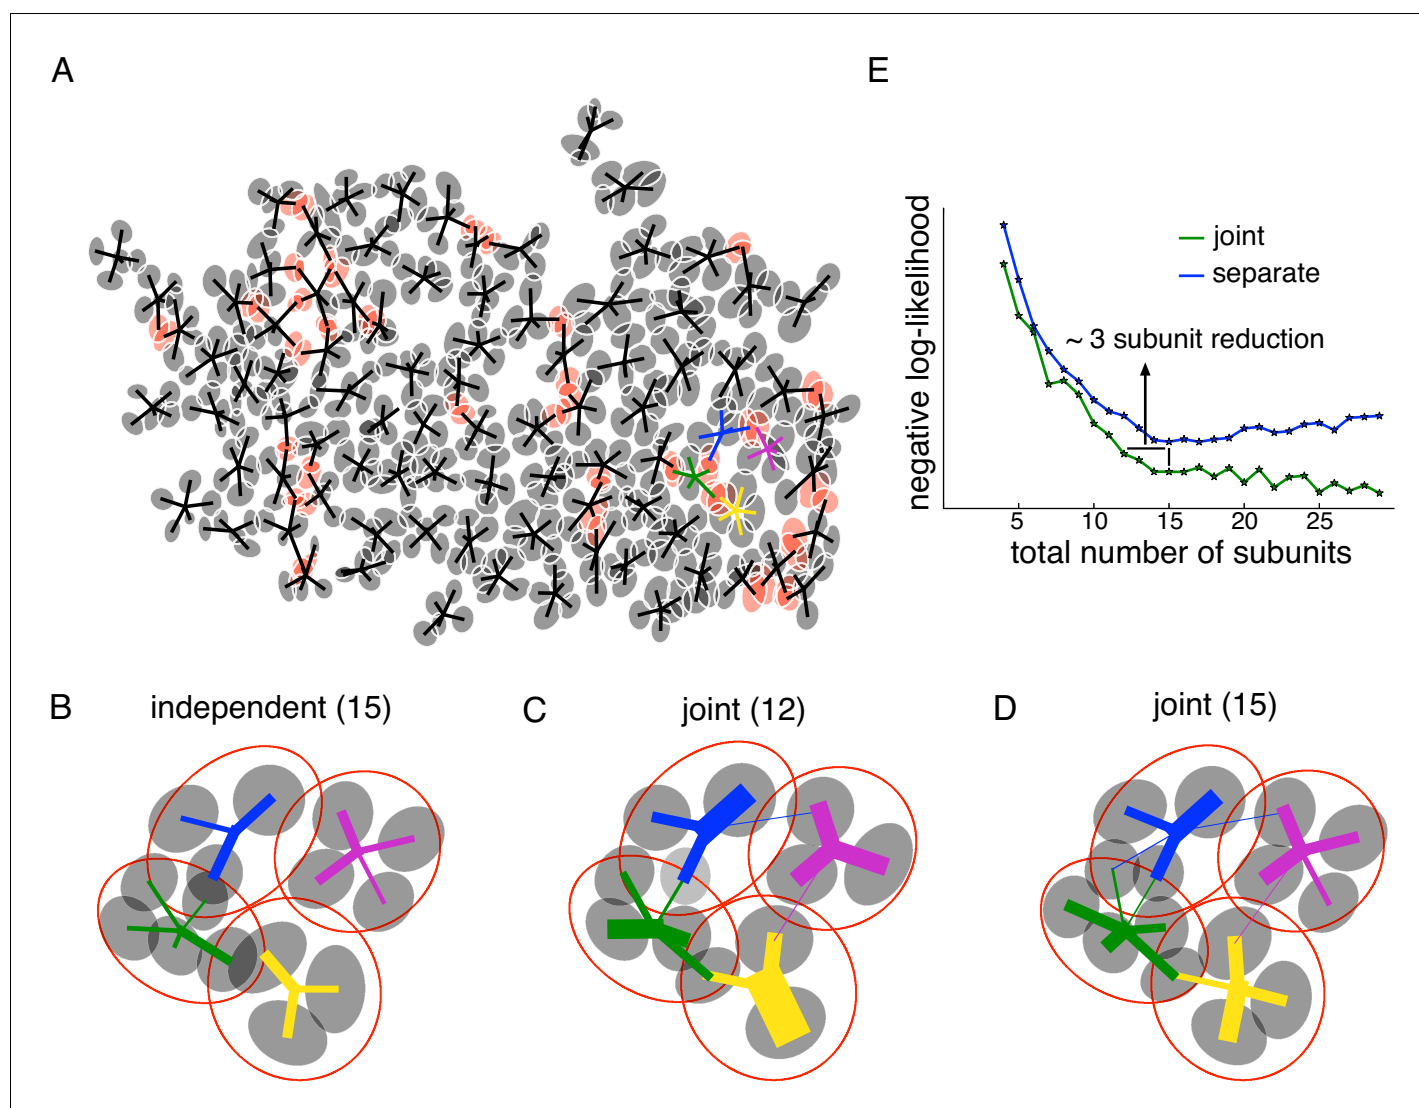 A
E
negative log-likelihood
joint
separate
~ 3 subunit reduction
5 10 15 20 25
total number of subunits
B
independent (15)
C
joint (12)
D
joint (15)